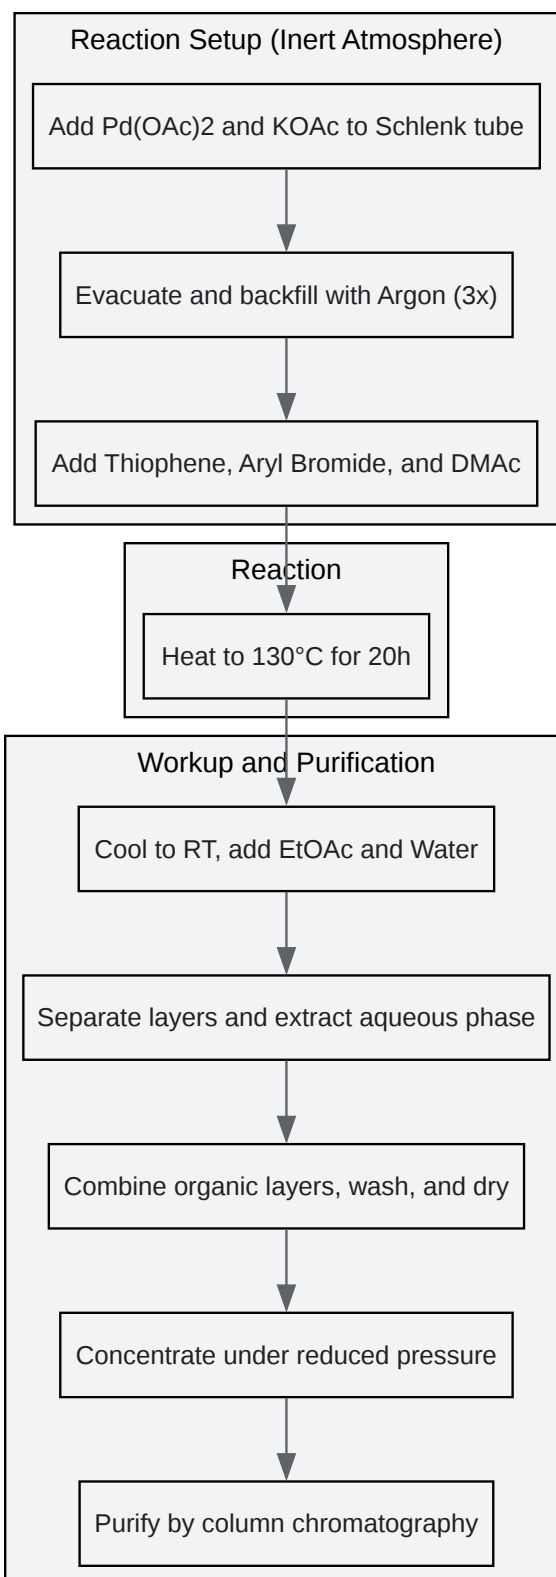 Reaction Setup (Inert Atmosphere)
Add Pd(OAc)2 and KOAc to Schlenk tube
Evacuate and backfill with Argon (3x)
Add Thiophene, Aryl Bromide, and DMAc
Reaction
Heat to 130°C for 20h
Workup and Purification
Cool to RT, add EtOAc and Water
Separate layers and extract aqueous phase
Combine organic layers, wash, and dry
Concentrate under reduced pressure
Purify by column chromatography